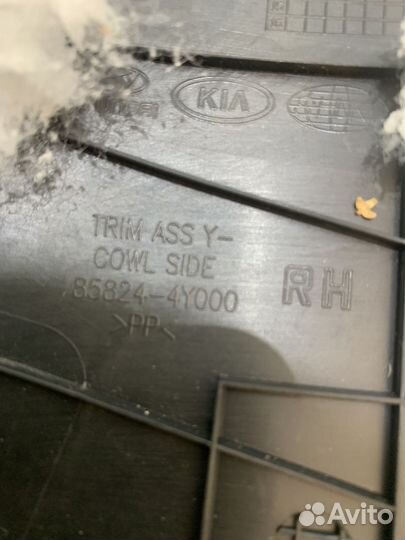 KIA
TRIM ASS Y-
COWL SIDE
85824-4Y000
>PP<
RH
Avito